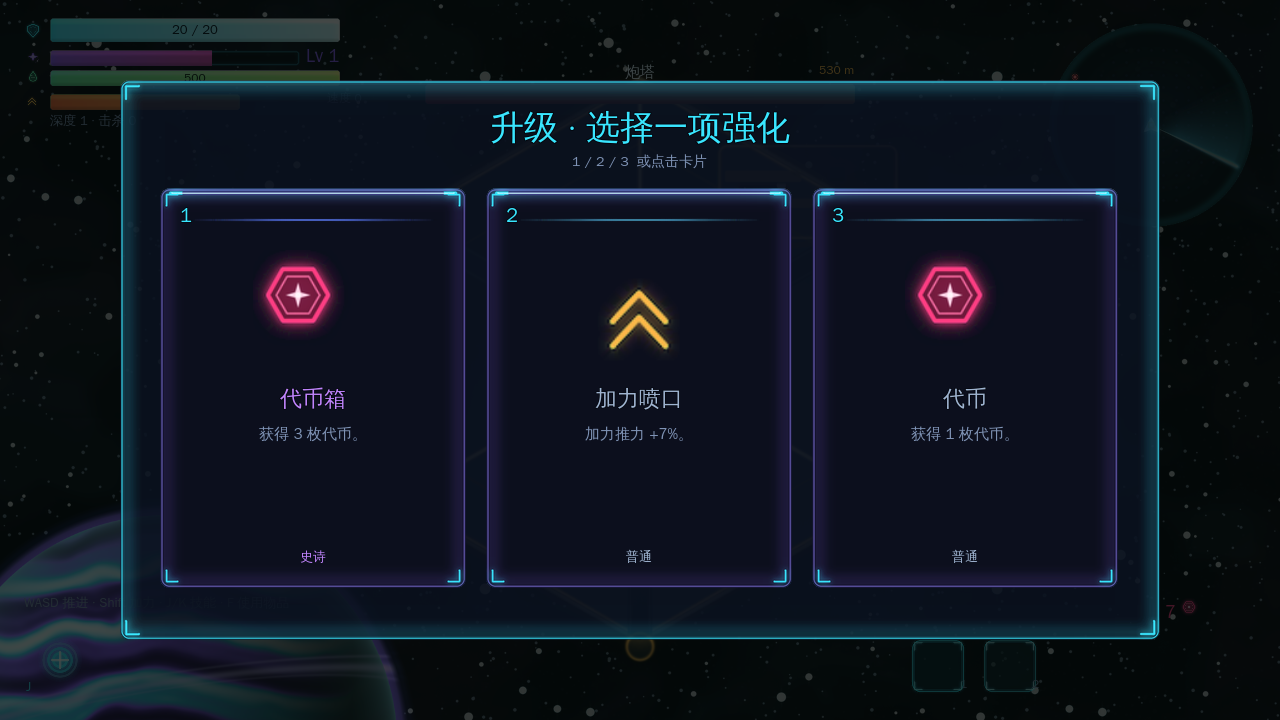 20 / 20
Lv 1
500
炮塔
530 m
深度 1 · 击杀
升级 · 选择一项强化
1 / 2 / 3 或点击卡片
1
代币箱
获得 3 枚代币。
史诗
2
加力喷口
加力推力 +7%。
普通
3
代币
获得 1 枚代币。
普通
WASD 推进 · Shift
7
J